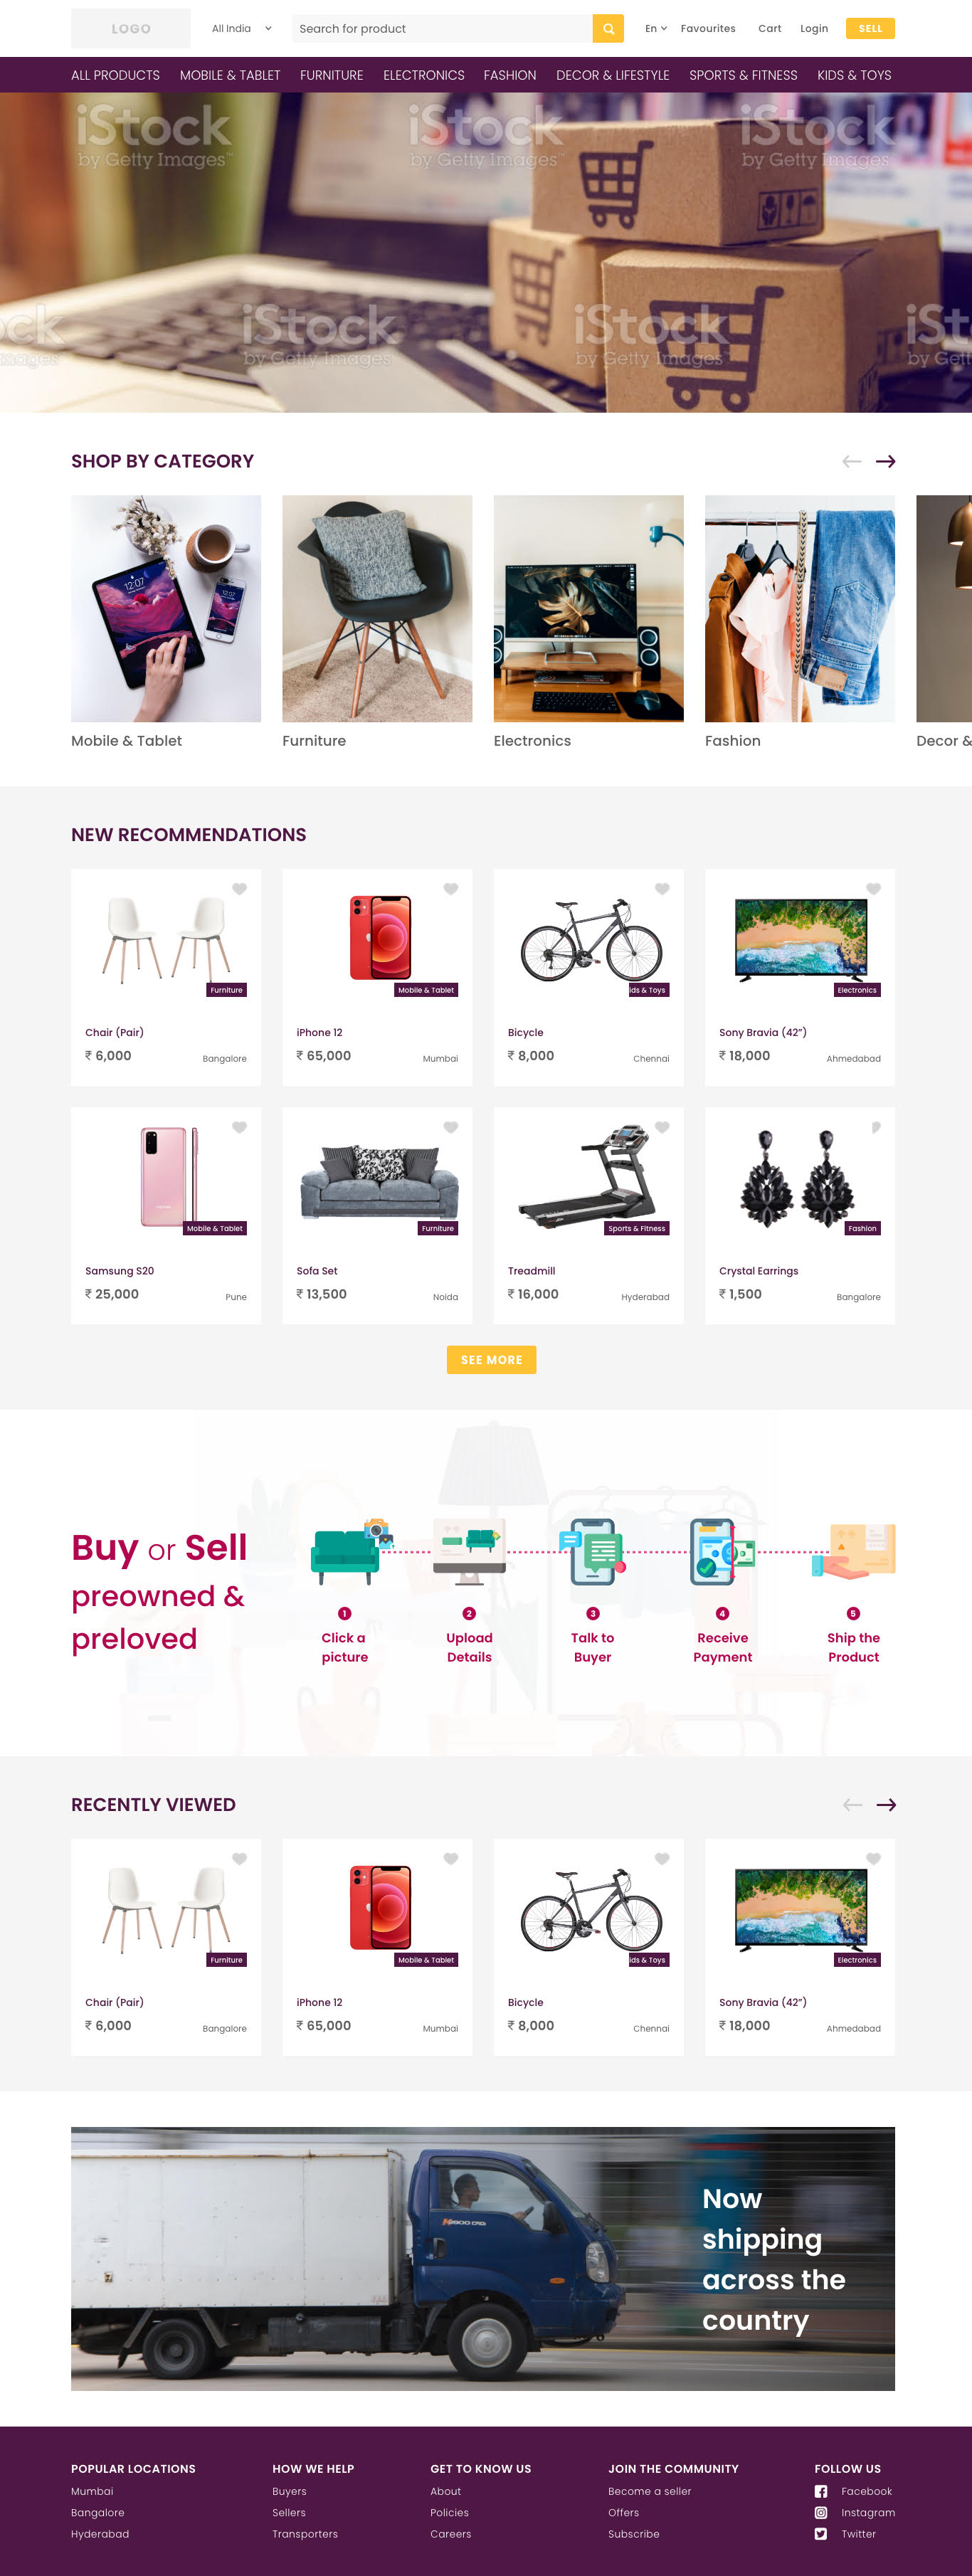 LOGO
All India
Search for product
En
Favourites
Cart
Login
SELL
ALL PRODUCTS
MOBILE & TABLET
FURNITURE
ELECTRONICS
FASHION
DECOR & LIFESTYLE
SPORTS & FITNESS
KIDS & TOYS
iStock
by Getty Images™
iStock
by Getty Images™
iStock
by Getty Images™
ock
Images
iStock
by Getty Images
iStock
by Getty Images
iSt
by Gett
SHOP BY CATEGORY
12:07
12:07
Mobile & Tablet
Furniture
Electronics
Fashion
Decor &
NEW RECOMMENDATIONS
Furniture
Chair (Pair)
₹ 6,000
Bangalore
Mobile & Tablet
iPhone 12
₹ 65,000
Mumbai
ids & Toys
Bicycle
₹ 8,000
Chennai
Electronics
Sony Bravia (42”)
₹ 18,000
Ahmedabad
Mobile & Tablet
Samsung S20
₹ 25,000
Pune
Furniture
Sofa Set
₹ 13,500
Noida
Sports & Fitness
Treadmill
₹ 16,000
Hyderabad
Fashion
Crystal Earrings
₹ 1,500
Bangalore
SEE MORE
Buy or Sell
preowned &
preloved
1
Click a
picture
2
Upload
Details
3
Talk to
Buyer
4
Receive
Payment
5
Ship the
Product
RECENTLY VIEWED
Furniture
Chair (Pair)
₹ 6,000
Bangalore
Mobile & Tablet
iPhone 12
₹ 65,000
Mumbai
ids & Toys
Bicycle
₹ 8,000
Chennai
Electronics
Sony Bravia (42”)
₹ 18,000
Ahmedabad
Now
shipping
across the
country
POPULAR LOCATIONS
Mumbai
Bangalore
Hyderabad
HOW WE HELP
Buyers
Sellers
Transporters
GET TO KNOW US
About
Policies
Careers
JOIN THE COMMUNITY
Become a seller
Offers
Subscribe
FOLLOW US
Facebook
Instagram
Twitter